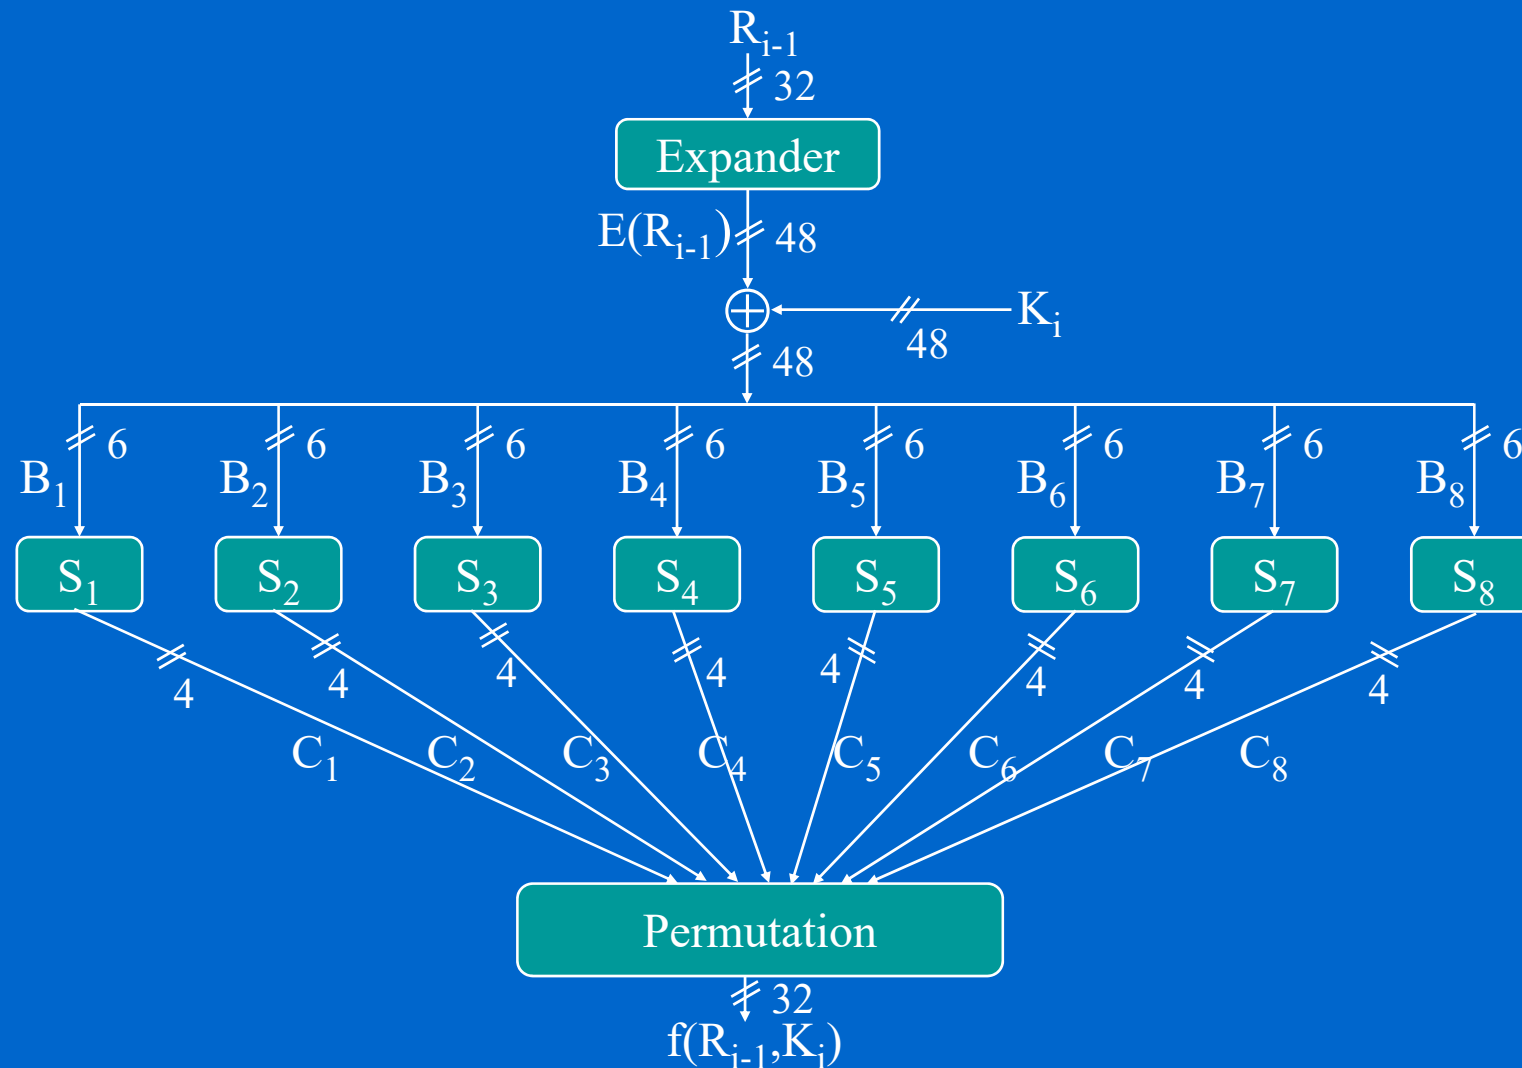 R_{i-1}
32
Expander
E(R_{i-1}) 48
K_i
48
48
6 6 6 6 6 6 6 6
B_1 B_2 B_3 B_4 B_5 B_6 B_7 B_8
S_1 S_2 S_3 S_4 S_5 S_6 S_7 S_8
4 4 4 4 4 4 4 4
C_1 C_2 C_3 C_4 C_5 C_6 C_7 C_8
Permutation
32
f(R_{i-1},K_i)